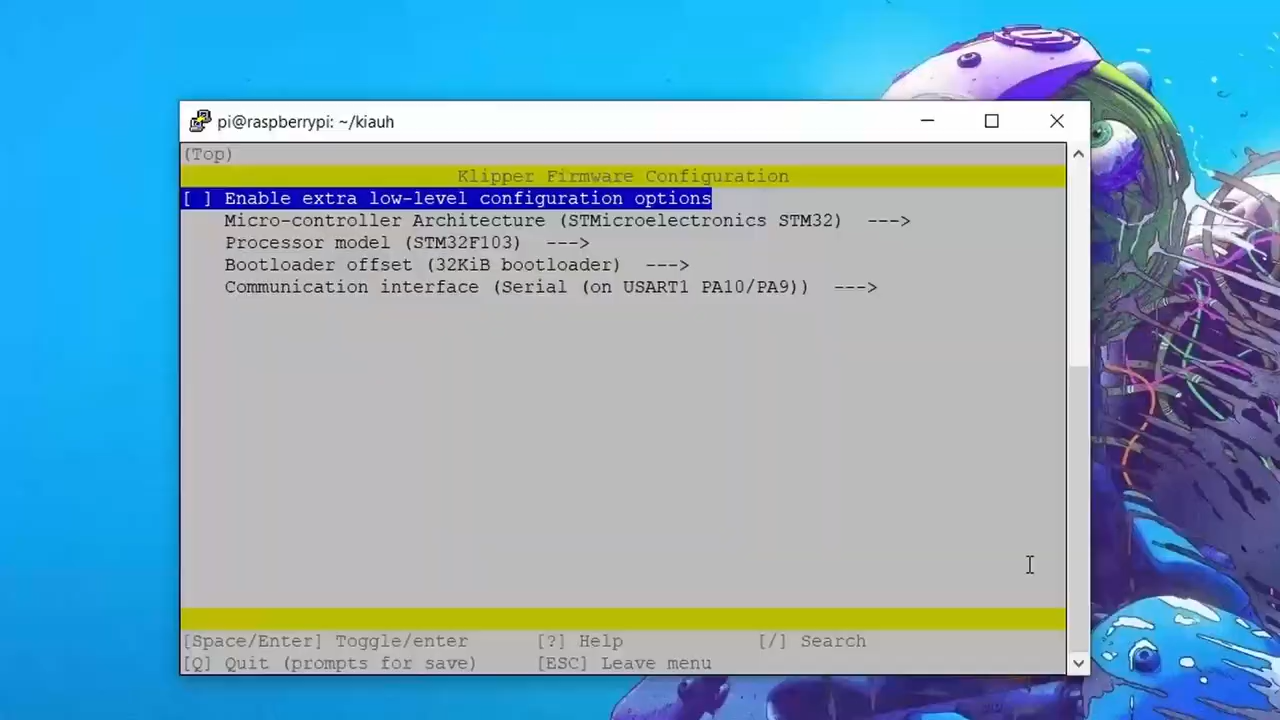 pi@raspberrypi: ~/kiauh
(Top)
Klipper Firmware Configuration
[ ] Enable extra low-level configuration options
Micro-controller Architecture (STMicroelectronics STM32)  --->
Processor model (STM32F103)  --->
Bootloader offset (32KiB bootloader)  --->
Communication interface (Serial (on USART1 PA10/PA9))  --->
[Space/Enter] Toggle/enter [?] Help [/] Search
[Q] Quit (prompts for save) [ESC] Leave menu